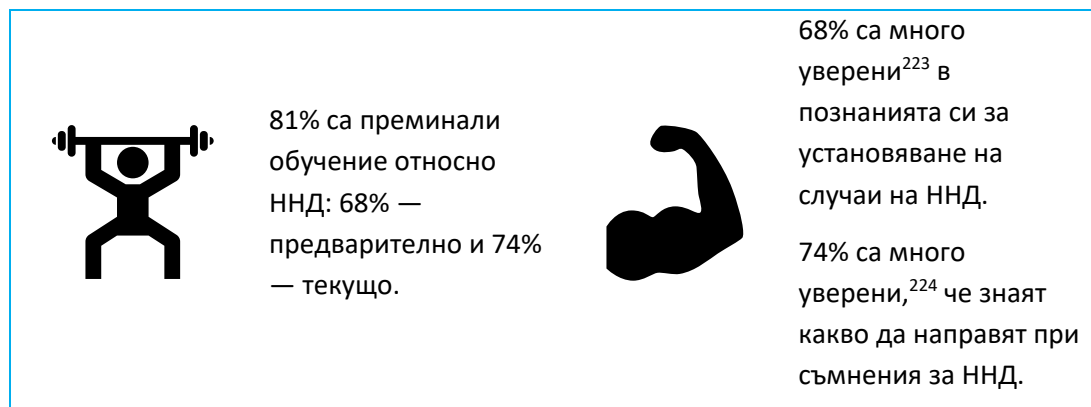 81% са преминали
обучение относно
ННД: 68% —
предварително и 74%
— текущо.
68% са много
уверени²²³ в
познанията си за
установяване на
случаи на ННД.
74% са много
уверени,²²⁴ че знаят
какво да направят при
съмнения за ННД.